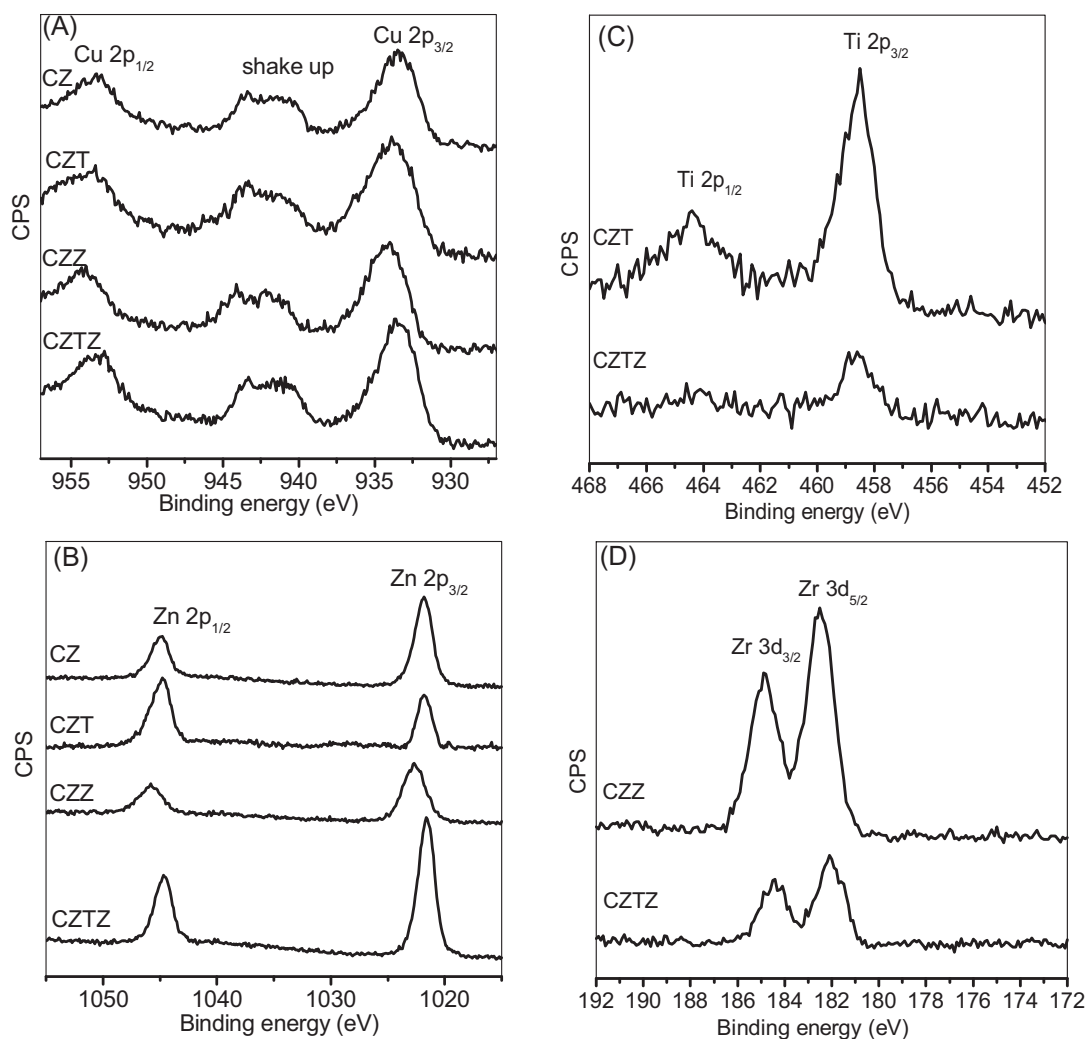 (A)
Cu 2p3/2
Cu 2p1/2
shake up
CZ
CZT
CZZ
CZTZ
CPS
955 950 945 940 935 930
Binding energy (eV)
(C)
Ti 2p3/2
Ti 2p1/2
CZT
CZTZ
CPS
468 466 464 462 460 458 456 454 452
Binding energy (eV)
(B)
Zn 2p3/2
Zn 2p1/2
CZ
CZT
CZZ
CZTZ
CPS
1050 1040 1030 1020
Binding energy (eV)
(D)
Zr 3d5/2
Zr 3d3/2
CZZ
CZTZ
CPS
192 190 188 186 184 182 180 178 176 174 172
Binding energy (eV)